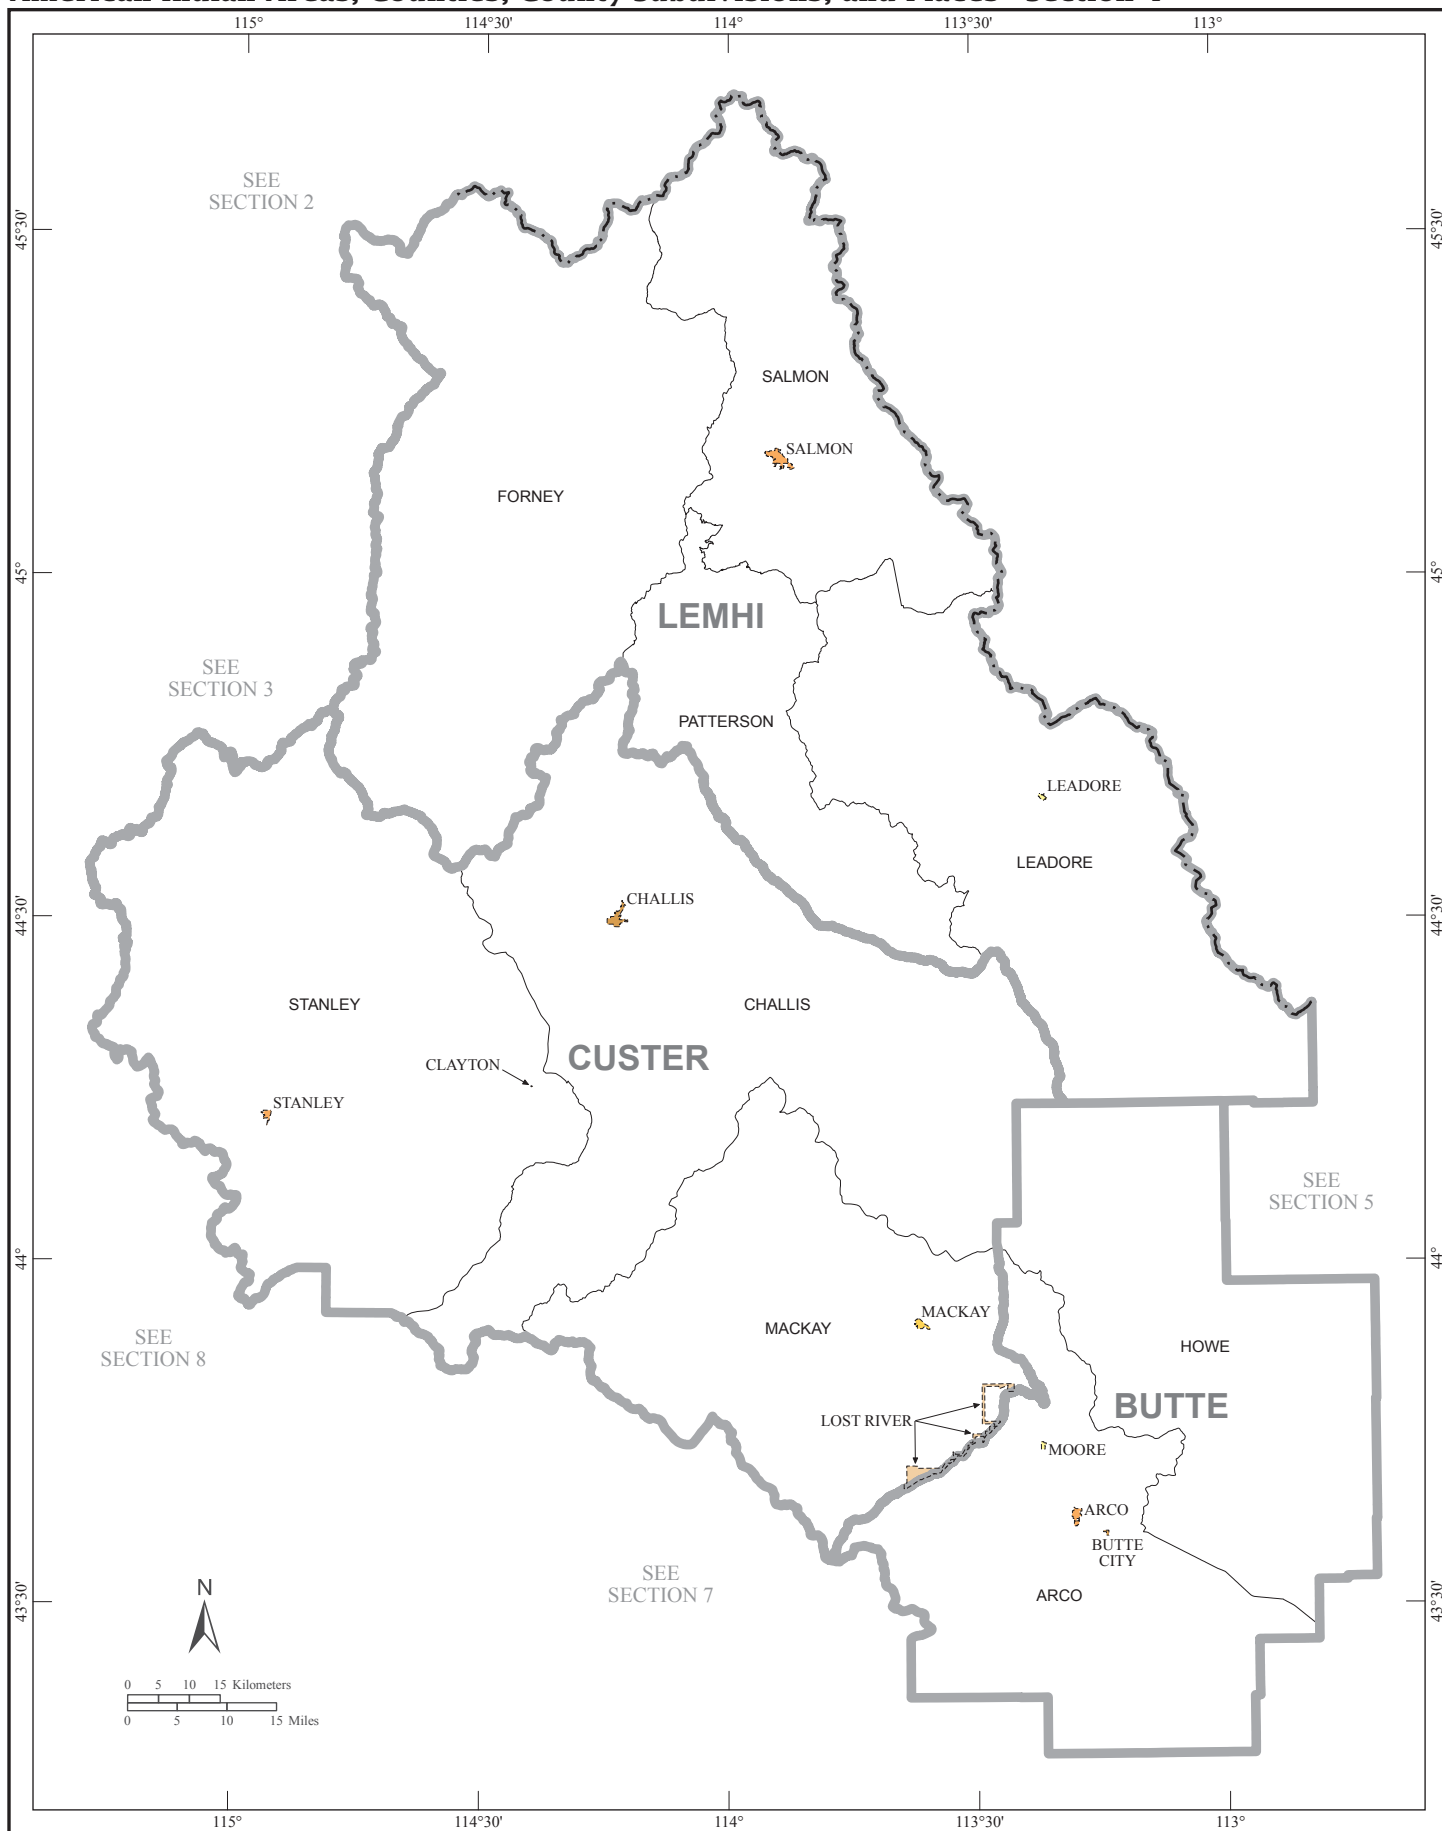 American Indian Areas, Counties, County Subdivisions, and Places—Section 4
115°
114°30'
114°
113°30'
113°
SEE
SECTION 2
45°30'
45°30'
SALMON
SALMON
FORNEY
45°
45°
LEMHI
SEE
SECTION 3
PATTERSON
LEADORE
LEADORE
CHALLIS
44°30'
44°30'
STANLEY
CHALLIS
CUSTER
CLAYTON
STANLEY
SEE
SECTION 5
44°
44°
MACKAY
MACKAY
SEE
SECTION 8
HOWE
BUTTE
LOST RIVER
MOORE
ARCO
BUTTE
CITY
SEE
SECTION 7
ARCO
43°30'
43°30'
N
0 5 10 15 Kilometers
0 5 10 15 Miles
115°
114°30'
114°
113°30'
113°